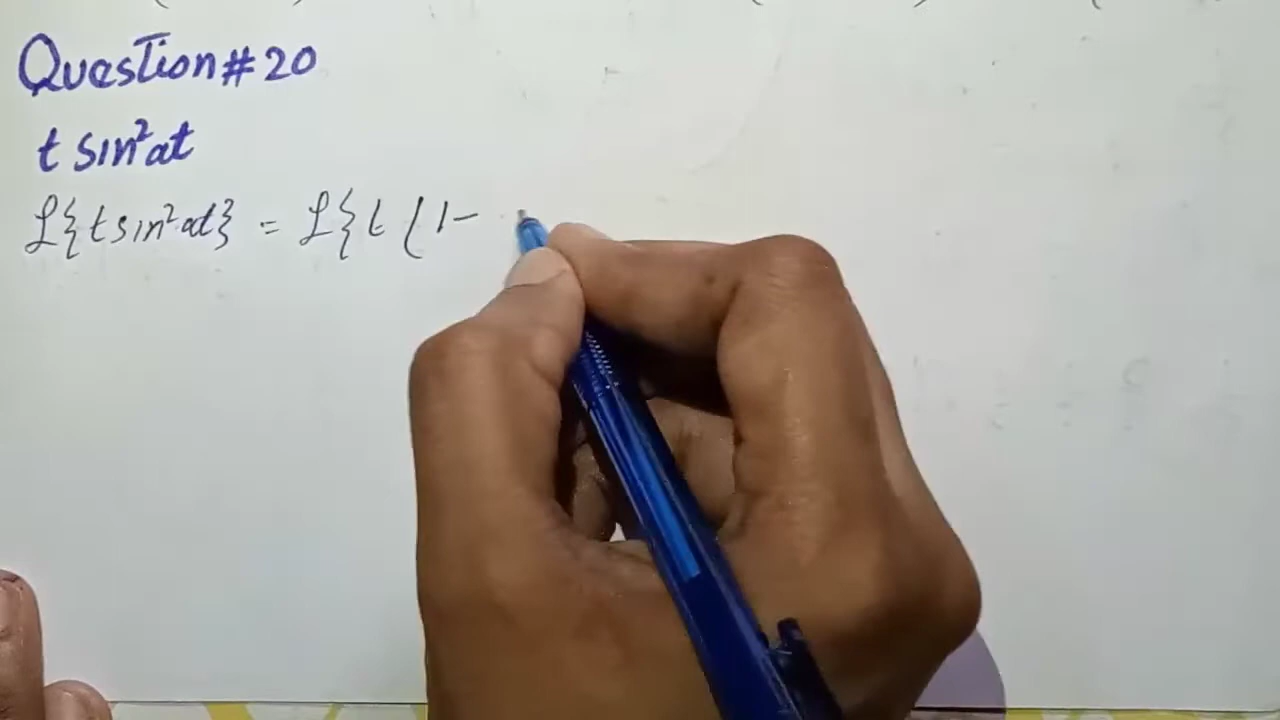 Question#20
t sin²at
ℒ{t sin²at} = ℒ{t (1-